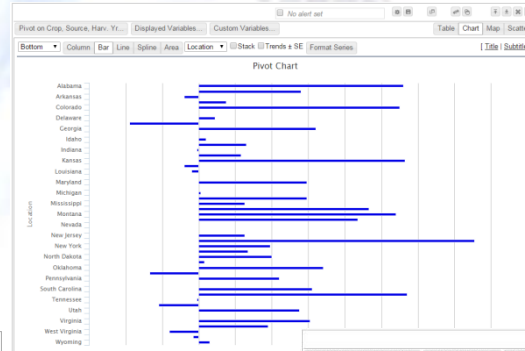 No alert set
Pivot on Crop, Source, Harv. Yr... Displayed Variables... Custom Variables... Table Chart Map Scatte
Bottom Column Bar Line Spline Area Location Stack Trends ± SE Format Series [ Title | Subtitle
Pivot Chart
Alabama
Arkansas
Colorado
Delaware
Georgia
Idaho
Indiana
Kansas
Louisiana
Maryland
Michigan
Mississippi
Montana
Nevada
New Jersey
New York
North Dakota
Oklahoma
Pennsylvania
South Carolina
Tennessee
Utah
Virginia
West Virginia
Wyoming
Location